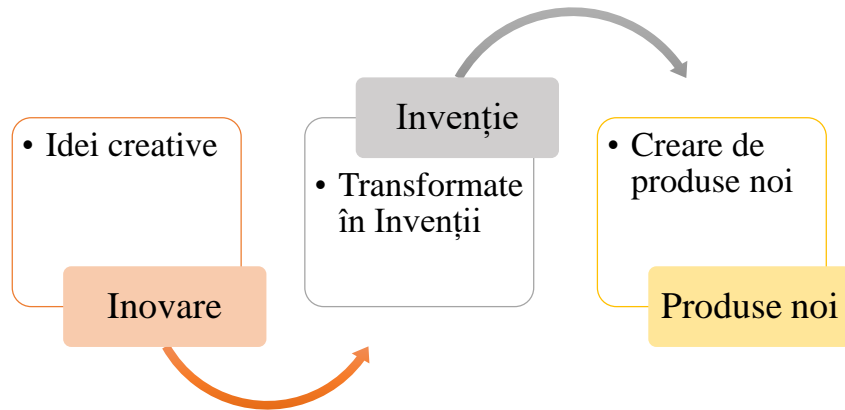 • Idei creative
Inovare
Invenție
• Transformate
în Invenții
• Creare de
produse noi
Produse noi